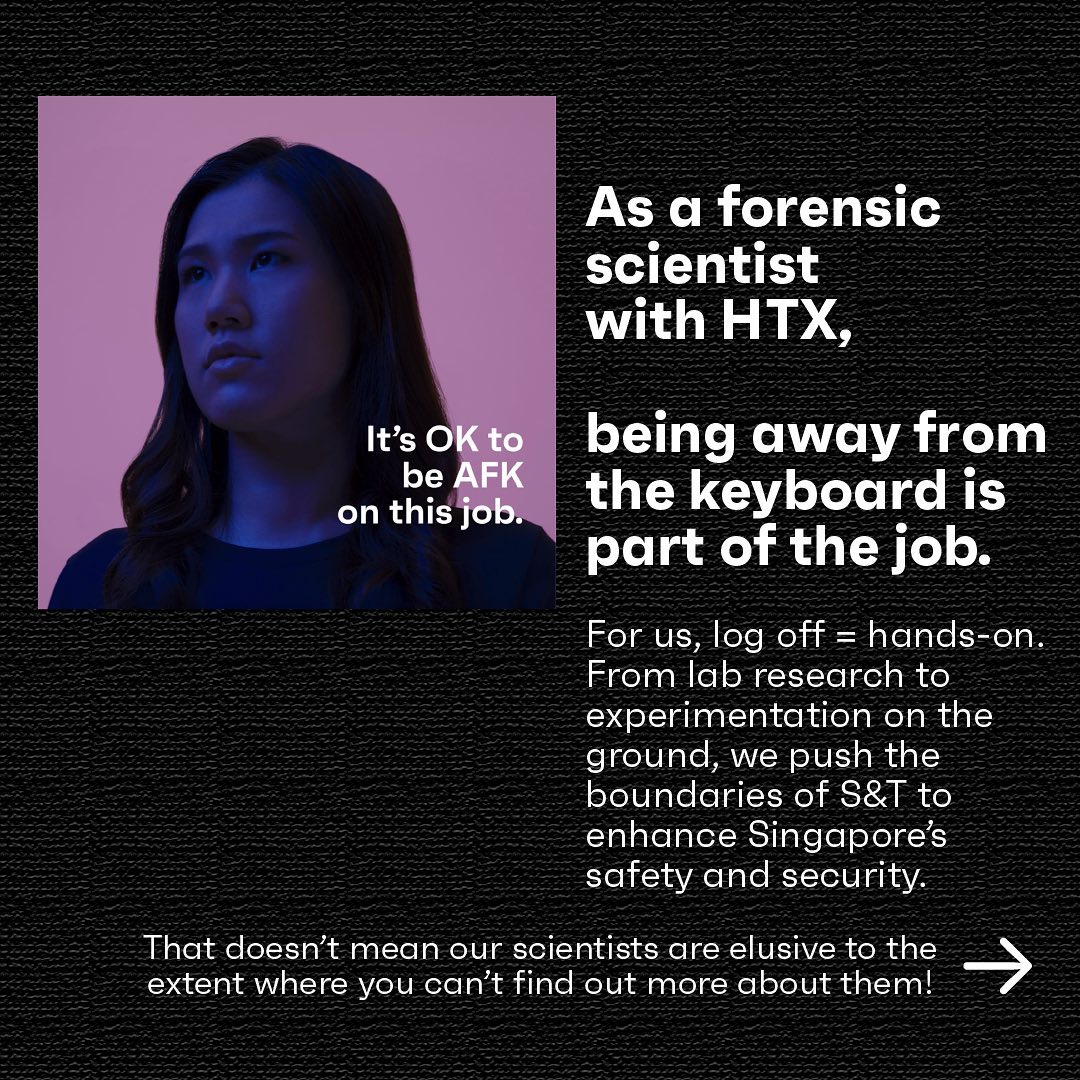 It's OK to
be AFK
on this job.
As a forensic
scientist
with HTX,
being away from
the keyboard is
part of the job.
For us, log off = hands-on.
From lab research to
experimentation on the
ground, we push the
boundaries of S&T to
enhance Singapore's
safety and security.
That doesn't mean our scientists are elusive to the
extent where you can't find out more about them!